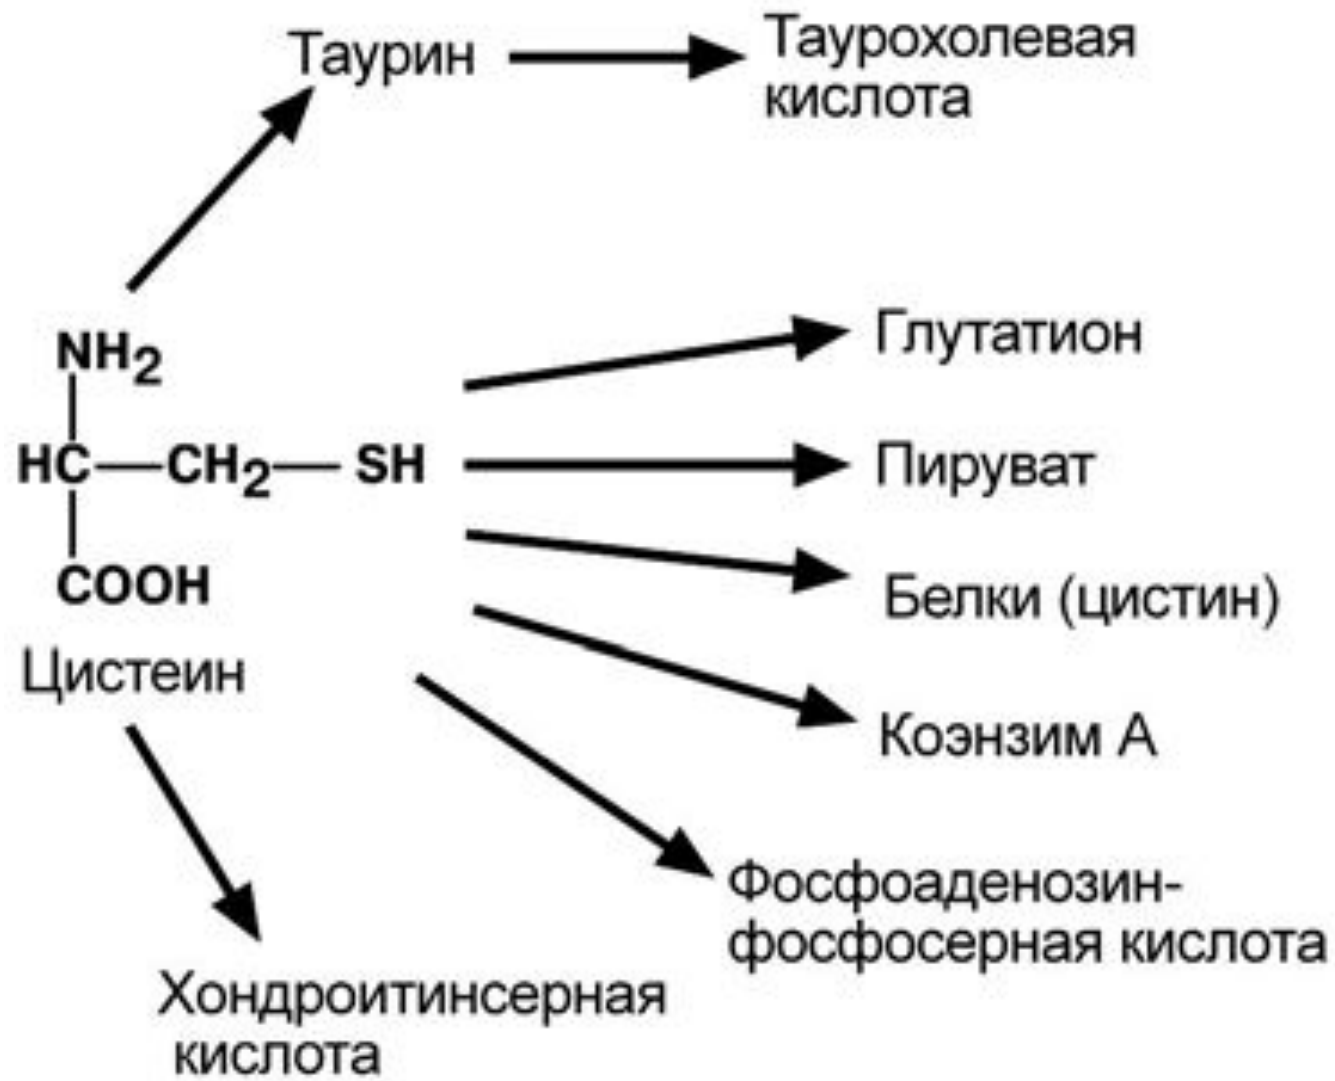 Таурин
Таурохолевая
кислота
NH2
HC—CH2—SH
COOH
Цистеин
Глутатион
Пируват
Белки (цистин)
Коэнзим А
Фосфоаденозин-
фосфосерная кислота
Хондроитинсерная
кислота